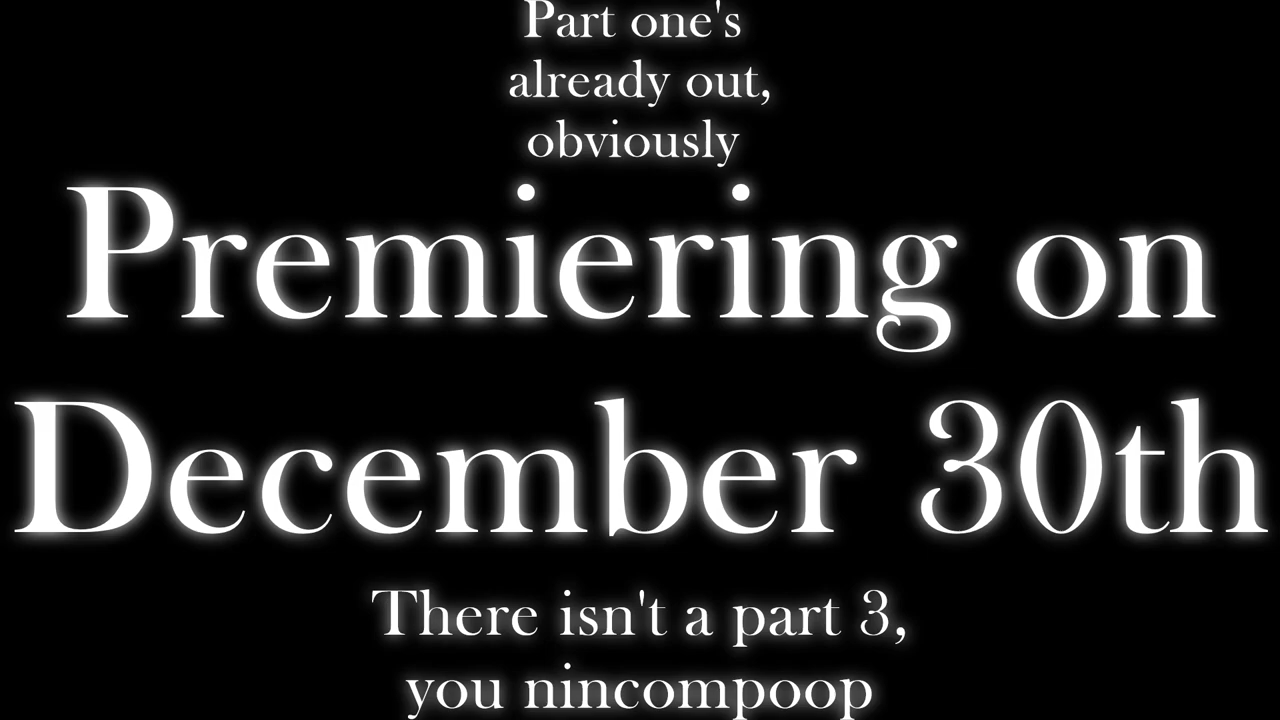 Part one's
already out,
obviously
Premiering on
December 30th
There isn't a part 3,
you nincompoop